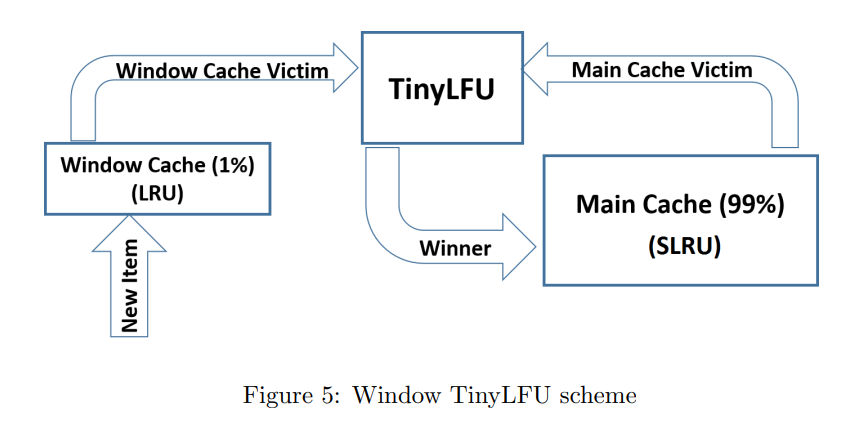 Window Cache Victim
TinyLFU
Main Cache Victim
Window Cache (1%)
(LRU)
Main Cache (99%)
(SLRU)
Winner
New Item
Figure 5: Window TinyLFU scheme